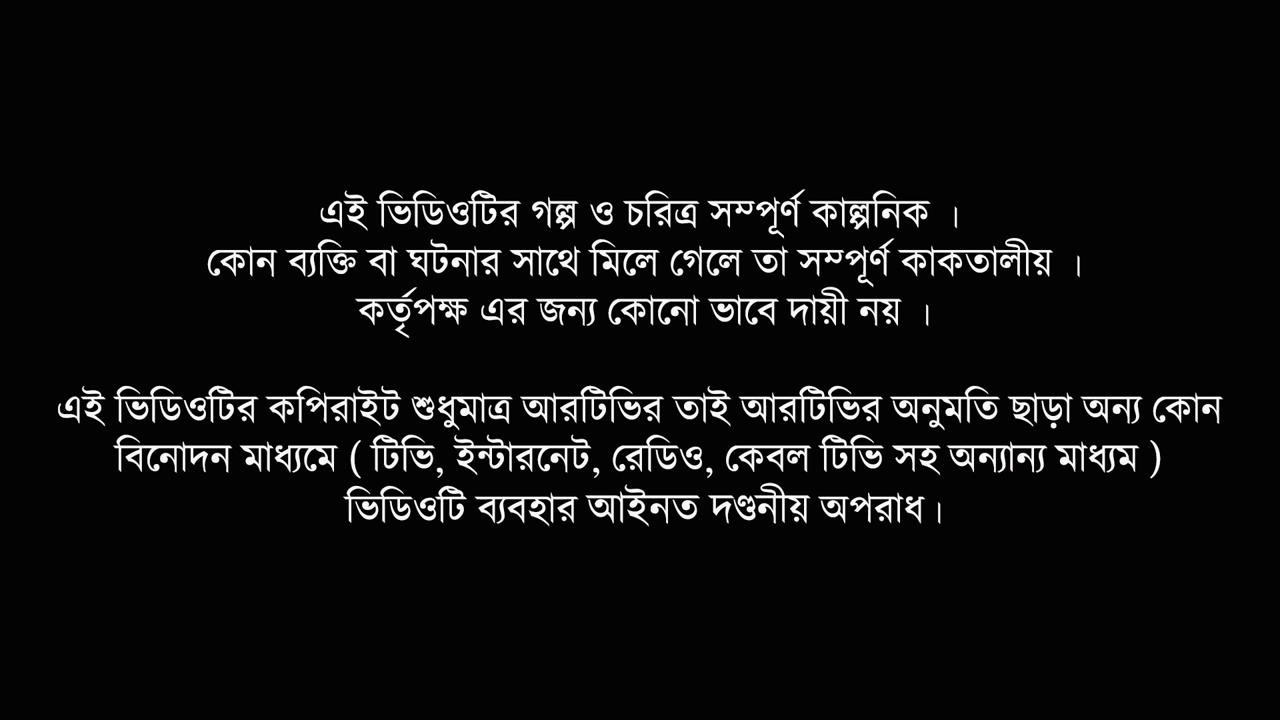 এই ভিডিওটির গল্প ও চরিত্র সম্পূর্ণ কাল্পনিক ।
কোন ব্যক্তি বা ঘটনার সাথে মিলে গেলে তা সম্পূর্ণ কাকতালীয় ।
কর্তৃপক্ষ এর জন্য কোনো ভাবে দায়ী নয় ।
এই ভিডিওটির কপিরাইট শুধুমাত্র আরটিভির তাই আরটিভির অনুমতি ছাড়া অন্য কোন
বিনোদন মাধ্যমে ( টিভি, ইন্টারনেট, রেডিও, কেবল টিভি সহ অন্যান্য মাধ্যম )
ভিডিওটি ব্যবহার আইনত দণ্ডনীয় অপরাধ।